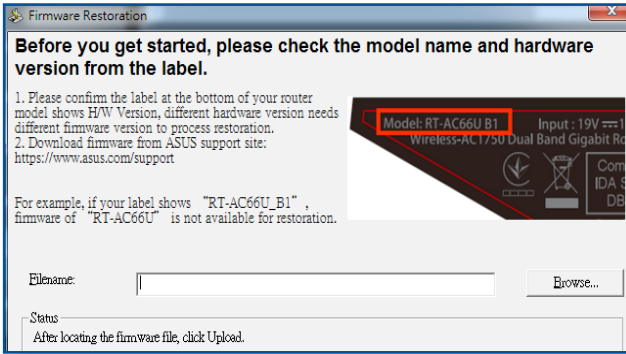 Firmware Restoration
Before you get started, please check the model name and hardware
version from the label.
1. Please confirm the label at the bottom of your router
model shows H/W Version, different hardware version needs
different firmware version to process restoration.
2. Download firmware from ASUS support site:
https://www.asus.com/support
For example, if your label shows “RT-AC66U_B1” ,
firmware of “RT-AC66U” is not available for restoration.
Model: RT-AC66U B1 Input : 19V
Wireless-AC1750 Dual Band Gigabit
Com
IDA
DB
Filename:
Browse...
Status
After locating the firmware file, click Upload.